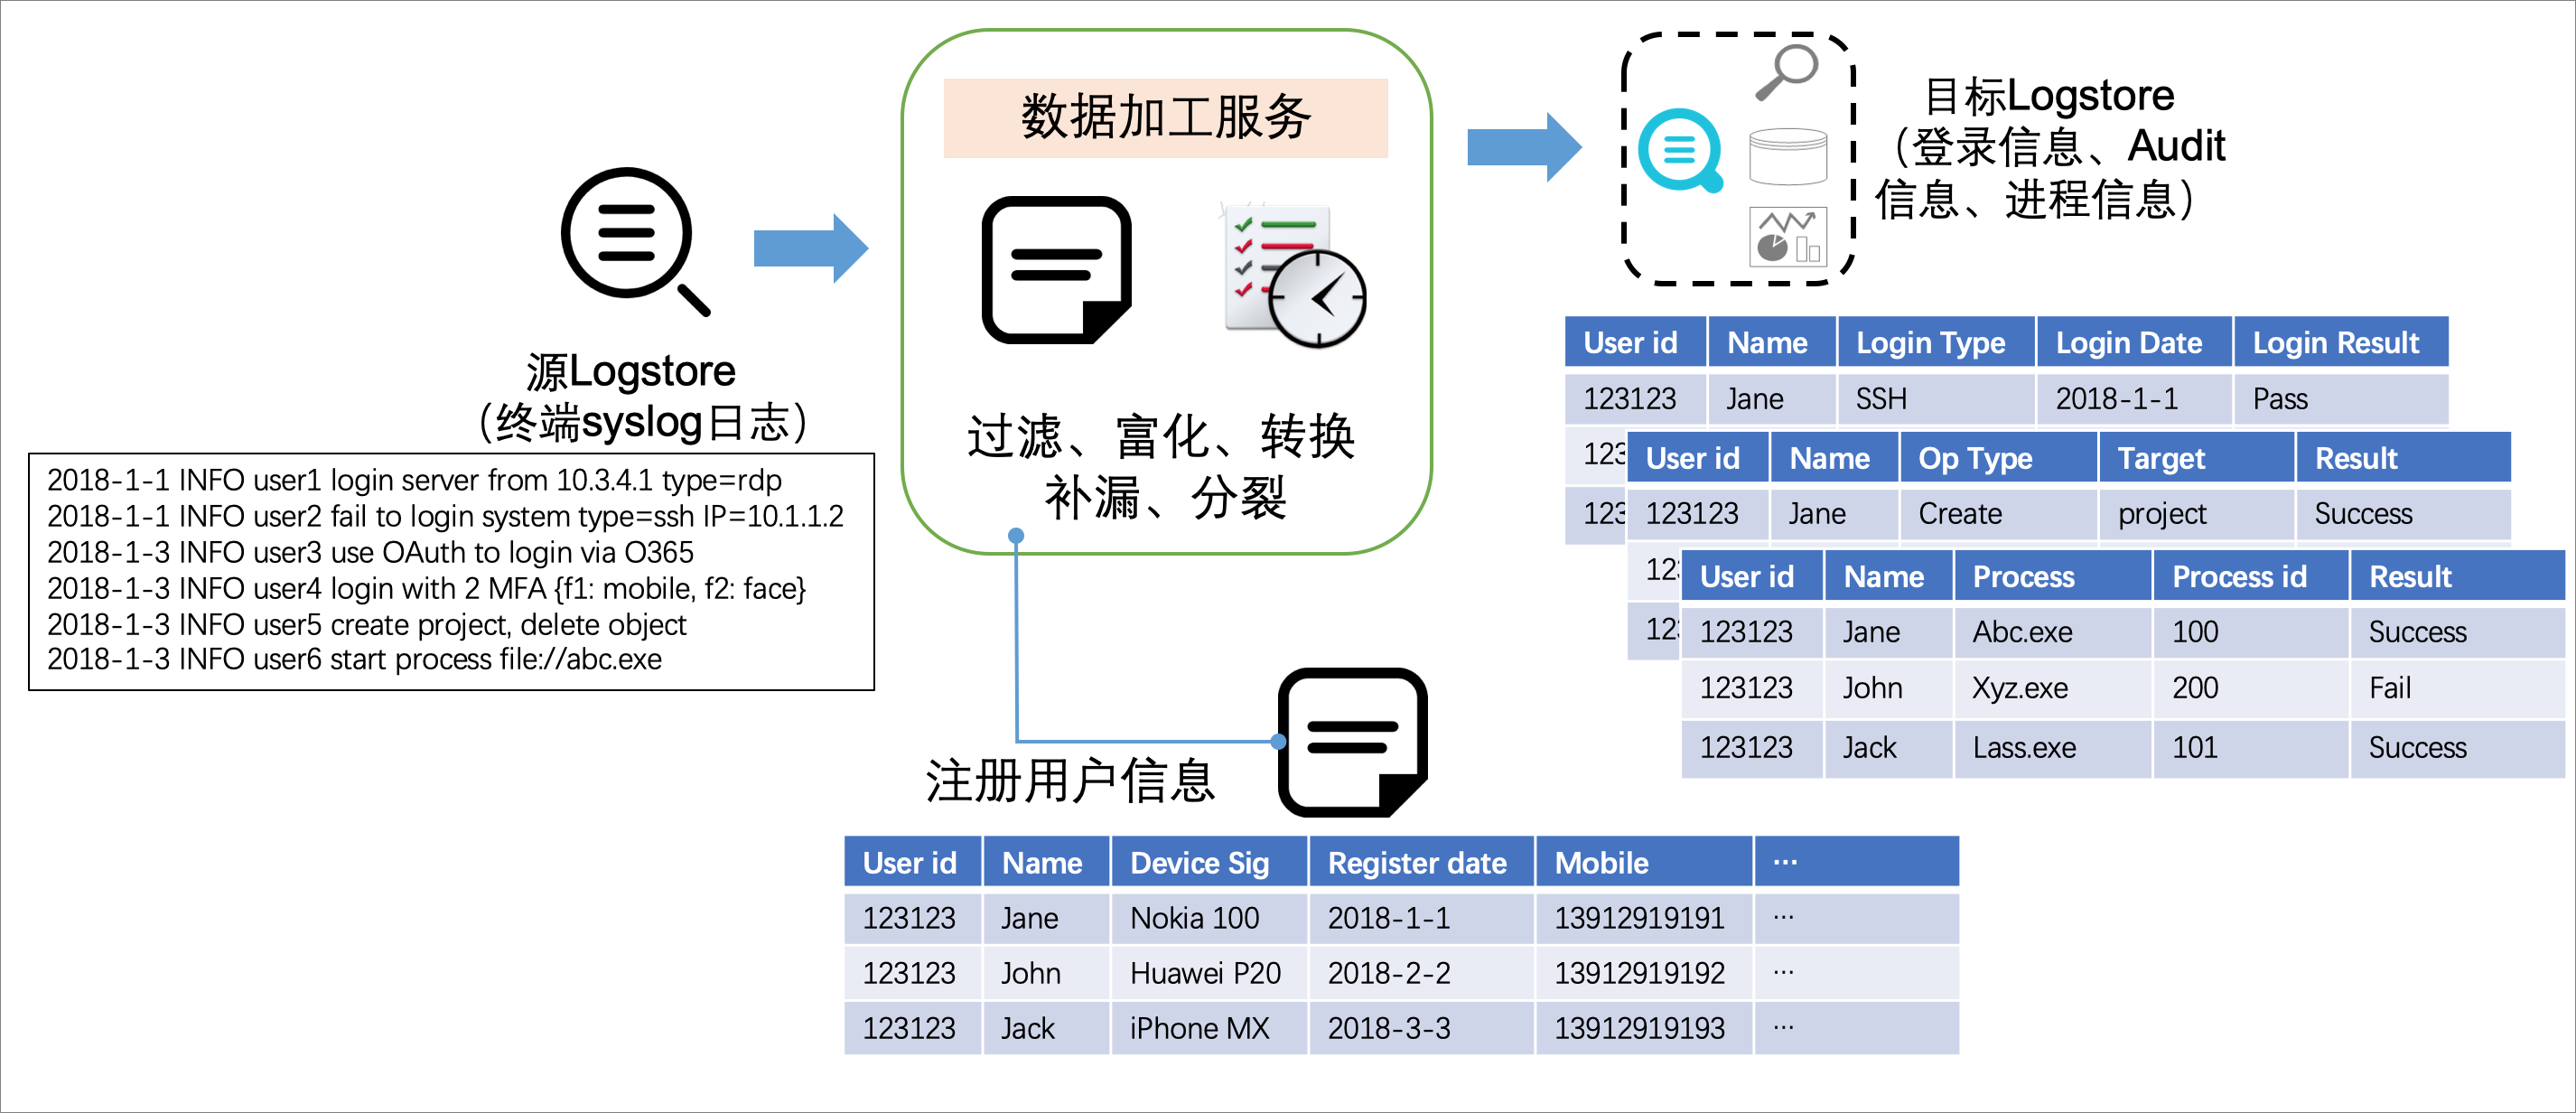 数据加工服务
过滤、富化、转换
补漏、分裂
源Logstore
（终端syslog日志）
2018-1-1 INFO user1 login server from 10.3.4.1 type=rdp
2018-1-1 INFO user2 fail to login system type=ssh IP=10.1.1.2
2018-1-3 INFO user3 use OAuth to login via O365
2018-1-3 INFO user4 login with 2 MFA {f1: mobile, f2: face}
2018-1-3 INFO user5 create project, delete object
2018-1-3 INFO user6 start process file://abc.exe
目标Logstore
（登录信息、Audit
信息、进程信息）
User id Name Login Type Login Date Login Result
123123 Jane SSH 2018-1-1 Pass
123
123
User id Name Op Type Target Result
123123 Jane Create project Success
123
123
User id Name Process Process id Result
123123 Jane Abc.exe 100 Success
123123 John Xyz.exe 200 Fail
123123 Jack Lass.exe 101 Success
注册用户信息
User id Name Device Sig Register date Mobile ···
123123 Jane Nokia 100 2018-1-1 13912919191 ···
123123 John Huawei P20 2018-2-2 13912919192 ···
123123 Jack iPhone MX 2018-3-3 13912919193 ···